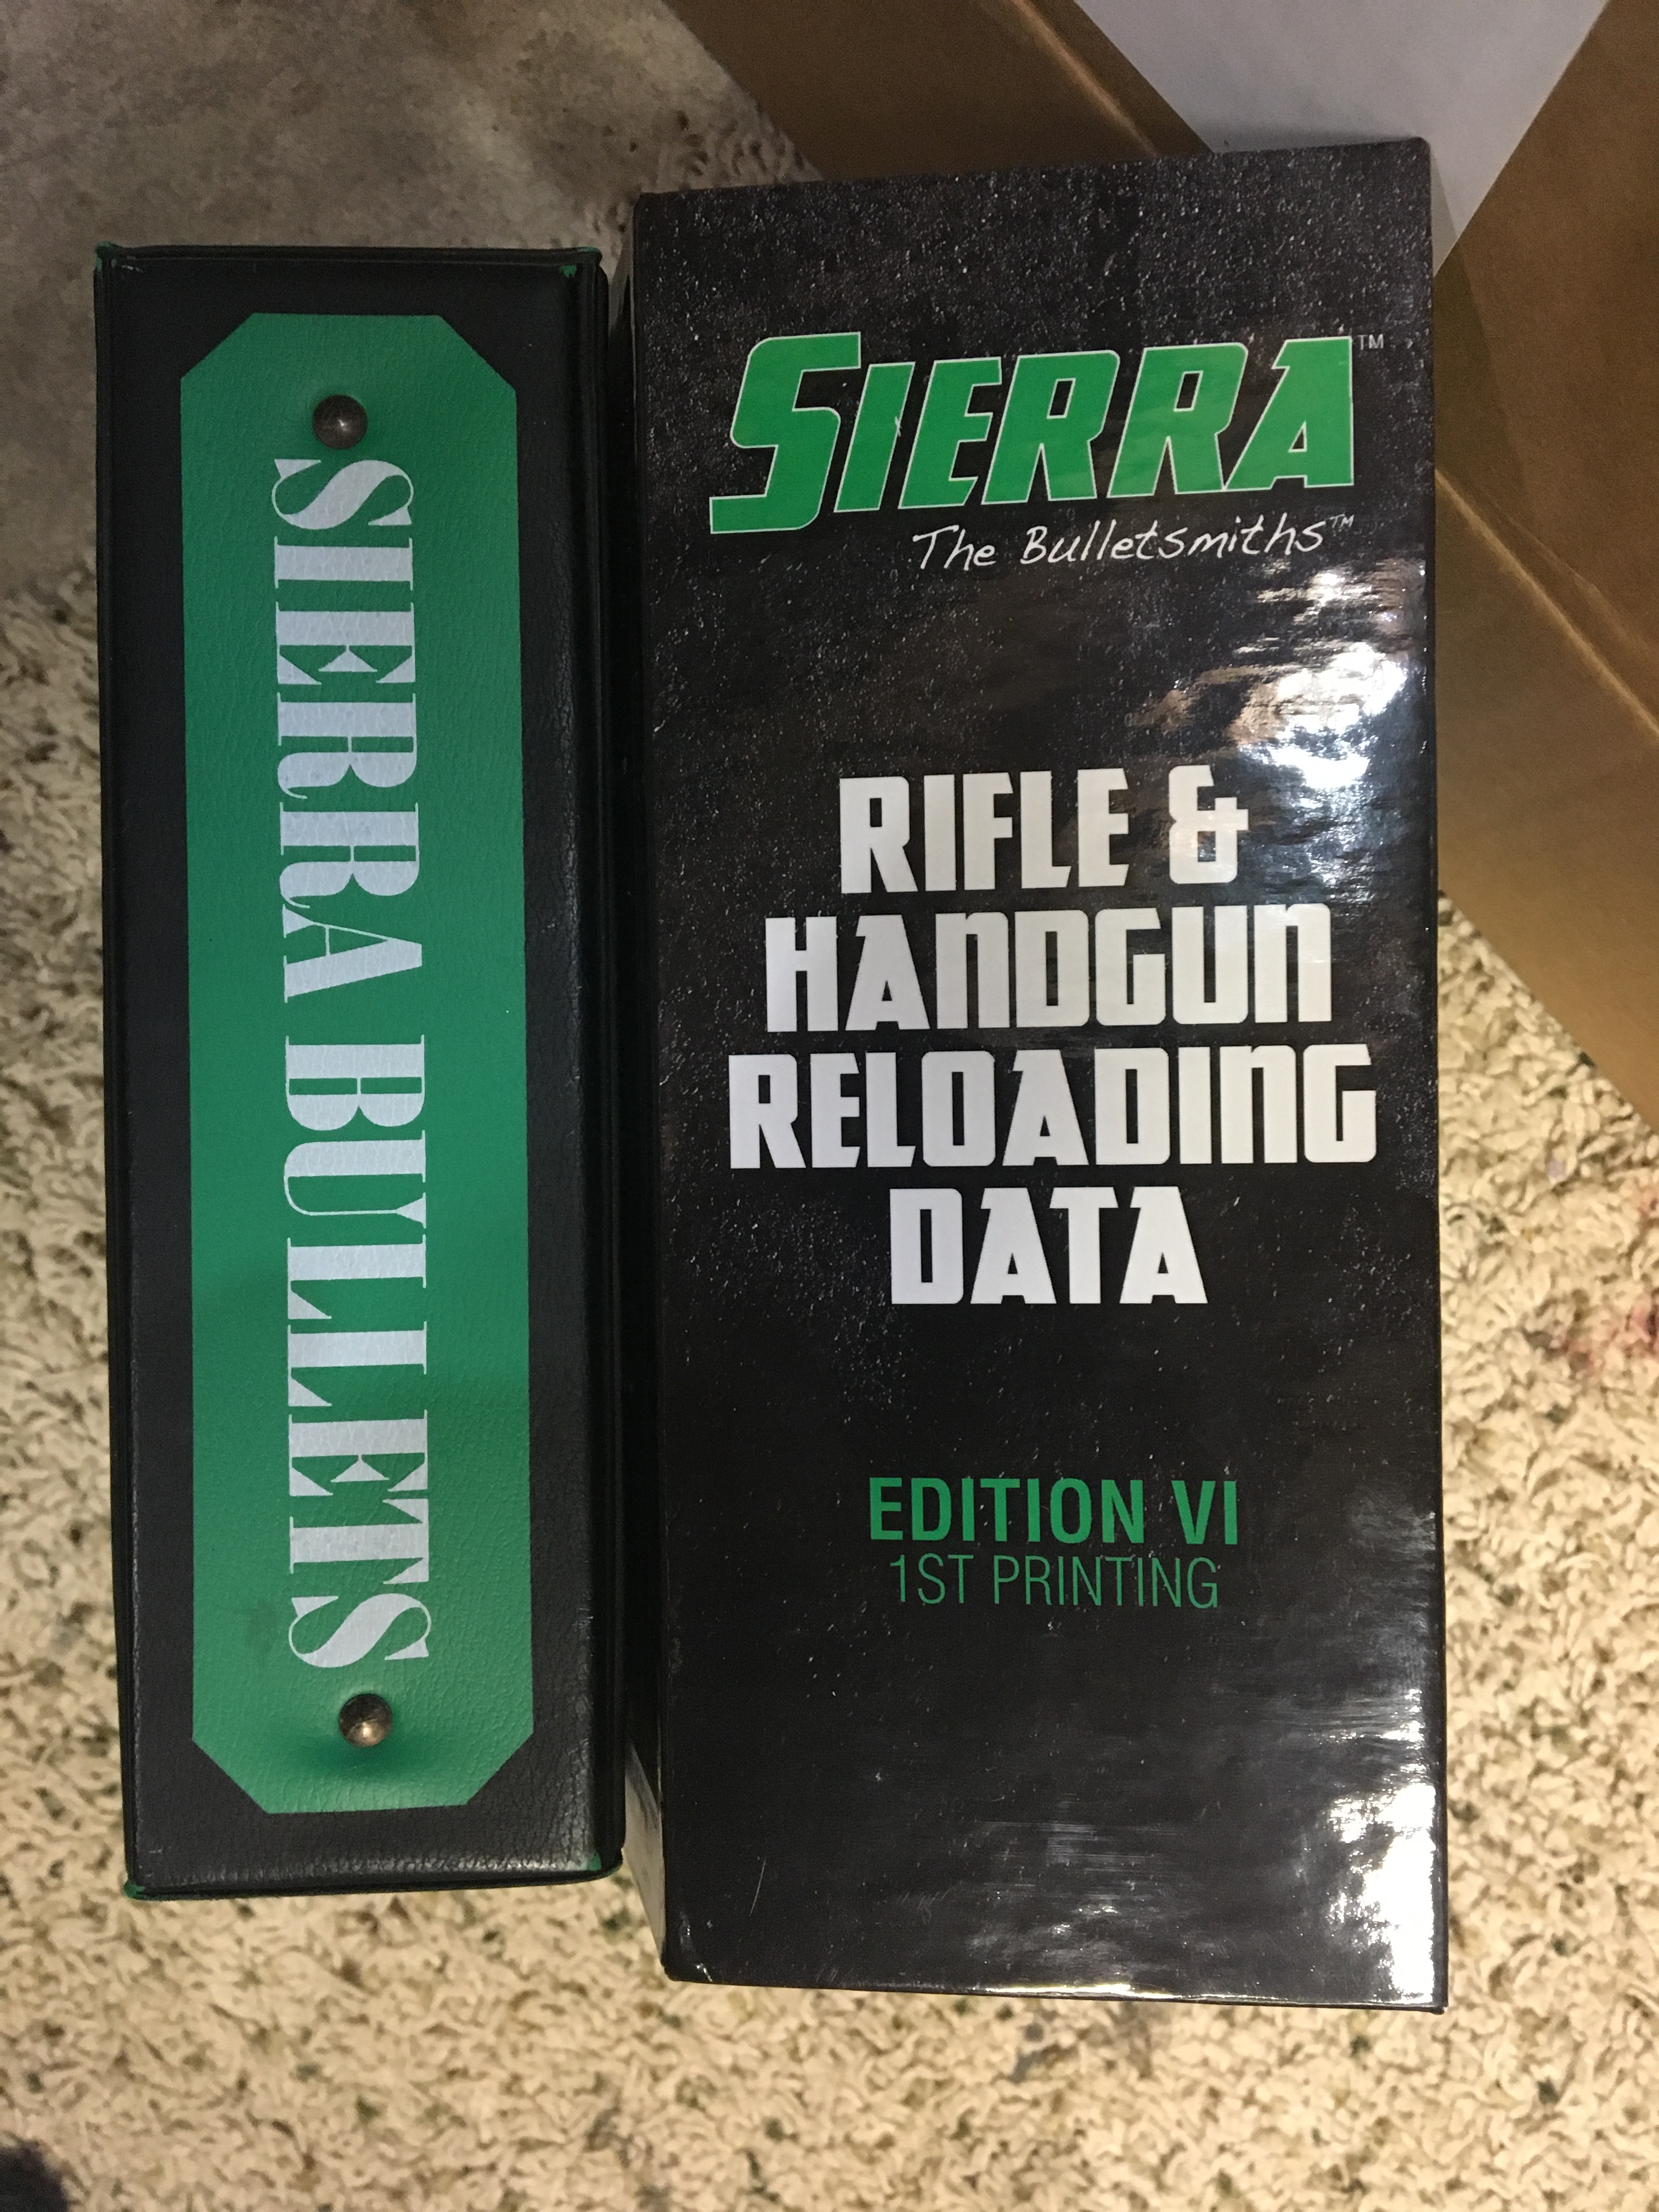 SIERRA BULLETS
SIERRA™
The Bulletsmiths™
RIFLE &
HANDGUN
RELOADING
DATA
EDITION VI
1ST PRINTING